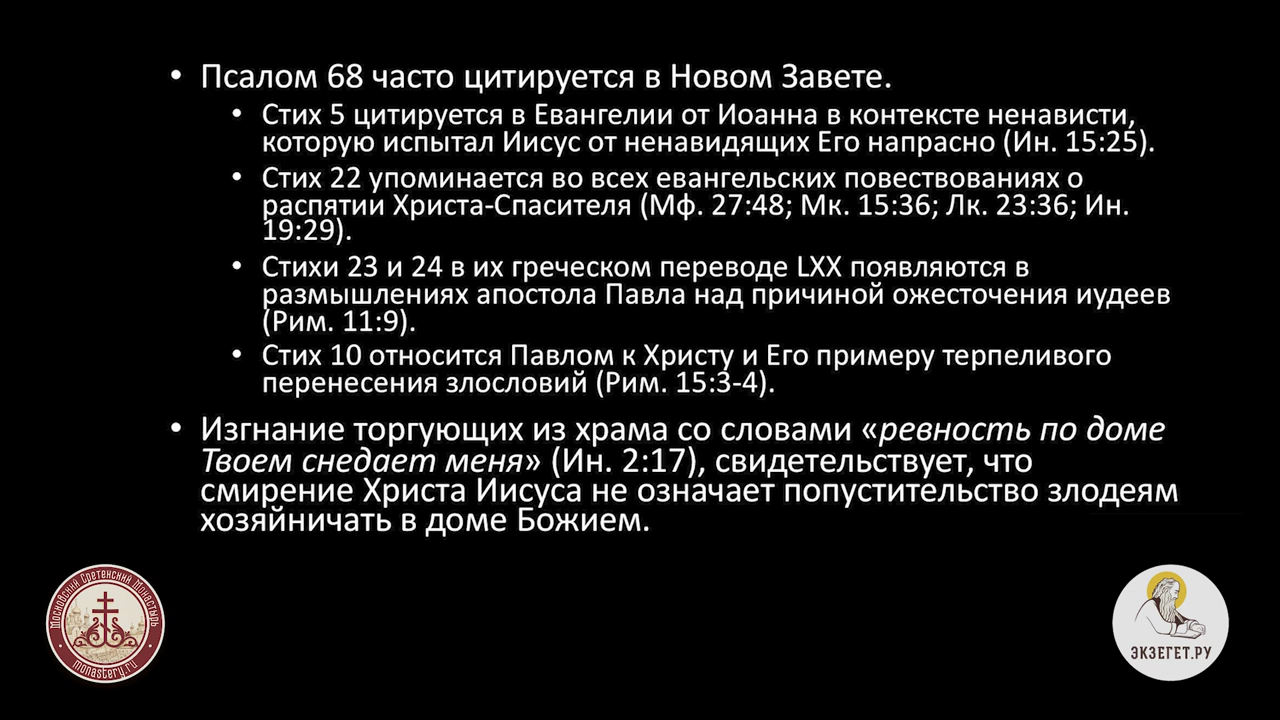 • Псалом 68 часто цитируется в Новом Завете.
• Стих 5 цитируется в Евангелии от Иоанна в контексте ненависти,
которую испытал Иисус от ненавидящих Его напрасно (Ин. 15:25).
• Стих 22 упоминается во всех евангельских повествованиях о
распятии Христа-Спасителя (Мф. 27:48; Мк. 15:36; Лк. 23:36; Ин.
19:29).
• Стихи 23 и 24 в их греческом переводе LXX появляются в
размышлениях апостола Павла над причиной ожесточения иудеев
(Рим. 11:9).
• Стих 10 относится Павлом к Христу и Его примеру терпеливого
перенесения злословий (Рим. 15:3-4).
• Изгнание торгующих из храма со словами «ревность по доме
Твоем снедает меня» (Ин. 2:17), свидетельствует, что
смирение Христа Иисуса не означает попустительство злодеям
хозяйничать в доме Божием.
Московский Сретенский Монастырь
monastery.ru
ЭКЗЕГЕТ.РУ